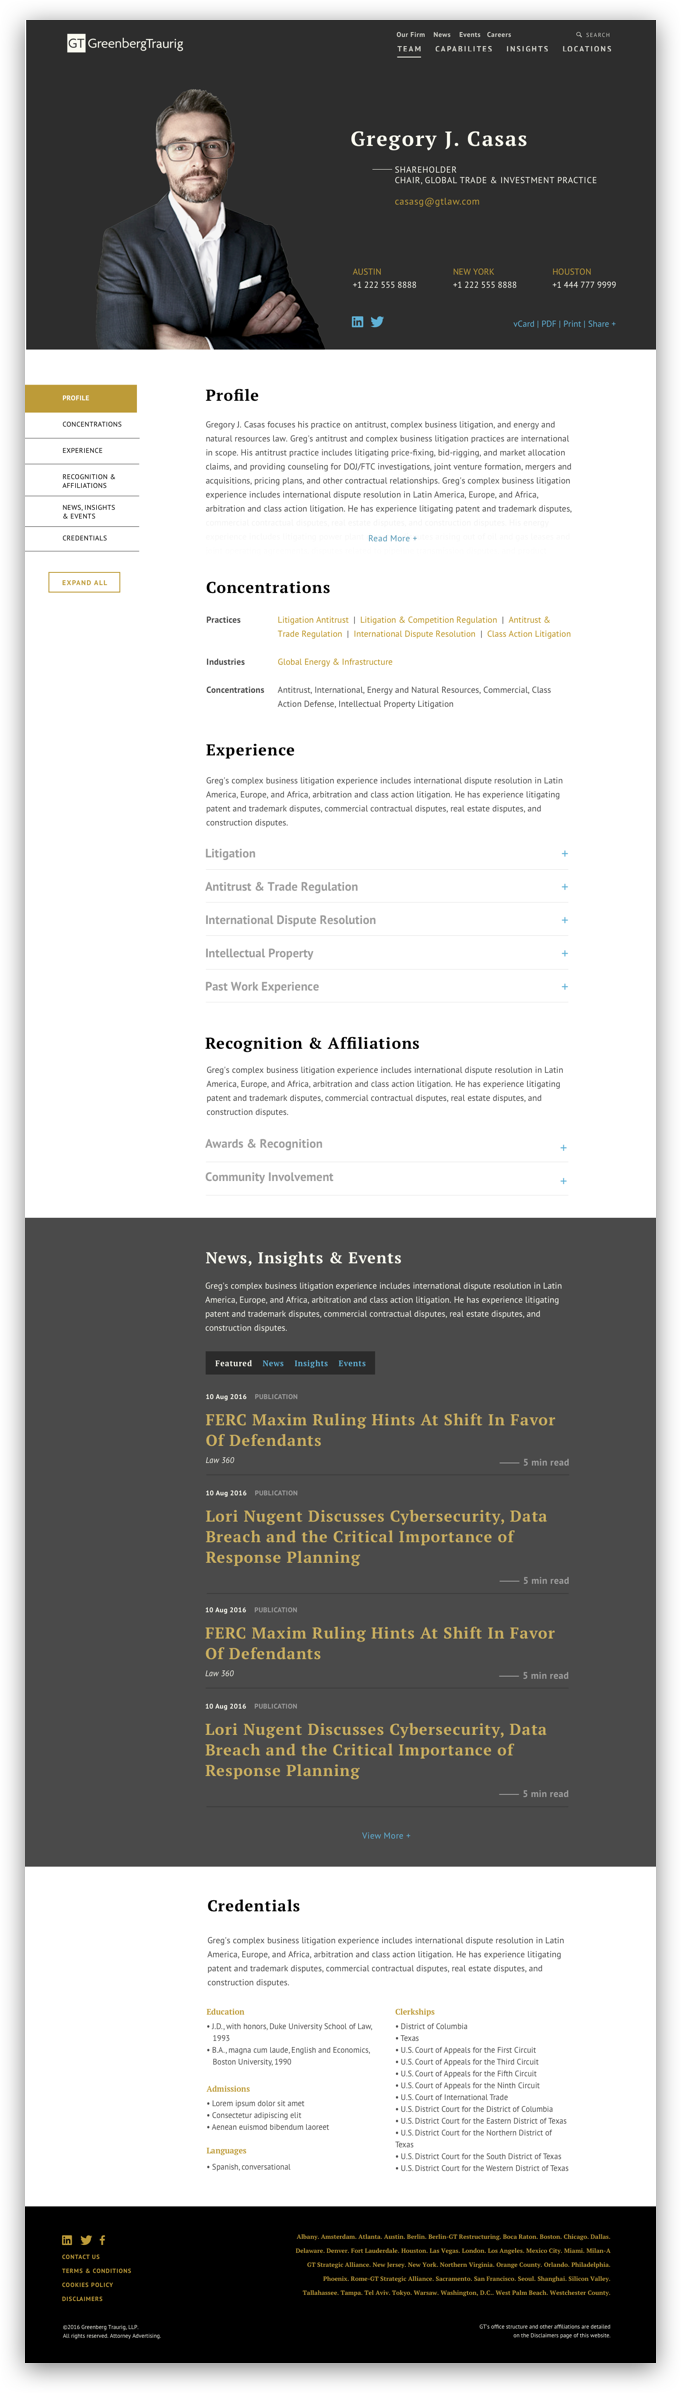 GT GreenbergTraurig
Our Firm News Events Careers SEARCH
TEAM CAPABILITES INSIGHTS LOCATIONS
Gregory J. Casas
SHAREHOLDER
CHAIR, GLOBAL TRADE & INVESTMENT PRACTICE
casasg@gtlaw.com
AUSTIN NEW YORK HOUSTON
+1 222 555 8888 +1 222 555 8888 +1 444 777 9999
vCard | PDF | Print | Share +
PROFILE
CONCENTRATIONS
EXPERIENCE
RECOGNITION &
AFFILIATIONS
NEWS, INSIGHTS
& EVENTS
CREDENTIALS
EXPAND ALL
Profile
Gregory J. Casas focuses his practice on antitrust, complex business litigation, and energy and
natural resources law. Greg's antitrust and complex business litigation practices are international
in scope. His antitrust practice includes litigating price-fixing, bid-rigging, and market allocation
claims, and providing counseling for DOJ/FTC investigations, joint venture formation, mergers and
acquisitions, pricing plans, and other contractual relationships. Greg's complex business litigation
experience includes international dispute resolution in Latin America, Europe, and Africa,
arbitration and class action litigation. He has experience litigating patent and trademark disputes,
Read More +
Concentrations
Practices Litigation Antitrust | Litigation & Competition Regulation | Antitrust &
Trade Regulation | International Dispute Resolution | Class Action Litigation
Industries Global Energy & Infrastructure
Concentrations Antitrust, International, Energy and Natural Resources, Commercial, Class
Action Defense, Intellectual Property Litigation
Experience
Greg's complex business litigation experience includes international dispute resolution in Latin
America, Europe, and Africa, arbitration and class action litigation. He has experience litigating
patent and trademark disputes, commercial contractual disputes, real estate disputes, and
construction disputes.
Litigation +
Antitrust & Trade Regulation +
International Dispute Resolution +
Intellectual Property +
Past Work Experience +
Recognition & Affiliations
Greg's complex business litigation experience includes international dispute resolution in Latin
America, Europe, and Africa, arbitration and class action litigation. He has experience litigating
patent and trademark disputes, commercial contractual disputes, real estate disputes, and
construction disputes.
Awards & Recognition +
Community Involvement +
News, Insights & Events
Greg's complex business litigation experience includes international dispute resolution in Latin
America, Europe, and Africa, arbitration and class action litigation. He has experience litigating
patent and trademark disputes, commercial contractual disputes, real estate disputes, and
construction disputes.
Featured News Insights Events
10 Aug 2016 PUBLICATION
FERC Maxim Ruling Hints At Shift In Favor
Of Defendants
Law 360
5 min read
10 Aug 2016 PUBLICATION
Lori Nugent Discusses Cybersecurity, Data
Breach and the Critical Importance of
Response Planning
5 min read
10 Aug 2016 PUBLICATION
FERC Maxim Ruling Hints At Shift In Favor
Of Defendants
Law 360
5 min read
10 Aug 2016 PUBLICATION
Lori Nugent Discusses Cybersecurity, Data
Breach and the Critical Importance of
Response Planning
5 min read
View More +
Credentials
Greg's complex business litigation experience includes international dispute resolution in Latin
America, Europe, and Africa, arbitration and class action litigation. He has experience litigating
patent and trademark disputes, commercial contractual disputes, real estate disputes, and
construction disputes.
Education
• J.D., with honors, Duke University School of Law,
1993
• B.A., magna cum laude, English and Economics,
Boston University, 1990
Admissions
• Lorem ipsum dolor sit amet
• Consectetur adipiscing elit
• Aenean euismod bibendum laoreet
Languages
• Spanish, conversational
Clerkships
• District of Columbia
• Texas
• U.S. Court of Appeals for the First Circuit
• U.S. Court of Appeals for the Third Circuit
• U.S. Court of Appeals for the Fifth Circuit
• U.S. Court of Appeals for the Ninth Circuit
• U.S. Court of International Trade
• U.S. District Court for the District of Columbia
• U.S. District Court for the Eastern District of Texas
• U.S. District Court for the Northern District of
Texas
• U.S. District Court for the South District of Texas
• U.S. District Court for the Western District of Texas
CONTACT US
TERMS & CONDITIONS
COOKIES POLICY
DISCLAIMERS
Albany. Amsterdam. Atlanta. Austin. Berlin. Berlin-GT Restructuring. Boca Raton. Boston. Chicago. Dallas.
Delaware. Denver. Fort Lauderdale. Houston. Las Vegas. London. Los Angeles. Mexico City. Miami. Milan-A
GT Strategic Alliance. New Jersey. New York. Northern Virginia. Orange County. Orlando. Philadelphia.
Phoenix. Rome-GT Strategic Alliance. Sacramento. San Francisco. Seoul. Shanghai. Silicon Valley.
Tallahassee. Tampa. Tel Aviv. Tokyo. Warsaw. Washington, D.C.. West Palm Beach. Westchester County.
©2016 Greenberg Traurig, LLP.
All rights reserved. Attorney Advertising.
GT's office structure and other affiliations are detailed
on the Disclaimers page of this website.